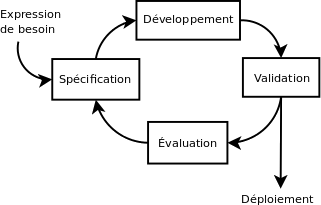 Expression
de besoin
Développement
Spécification
Validation
Évaluation
Déploiement